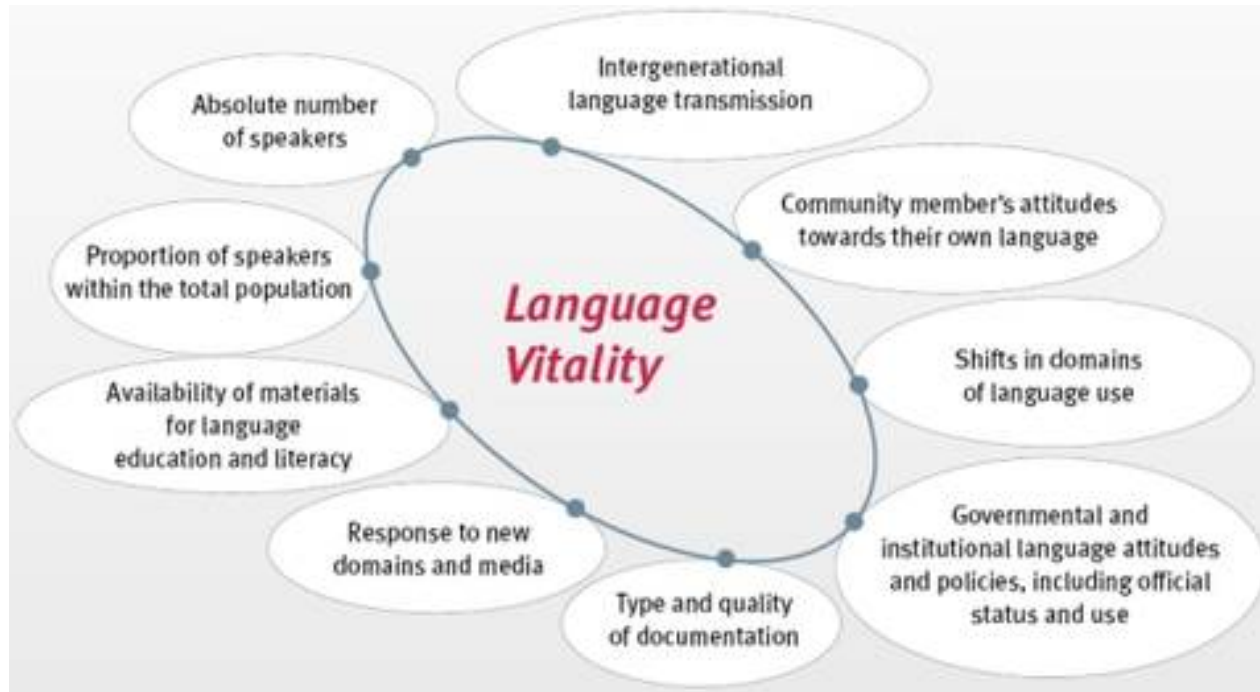 Intergenerational
language transmission
Absolute number
of speakers
Community member's attitudes
towards their own language
Proportion of speakers
within the total population
Language
Vitality
Shifts in domains
of language use
Availability of materials
for language
education and literacy
Governmental and
institutional language attitudes
and policies, including official
status and use
Response to new
domains and media
Type and quality
of documentation